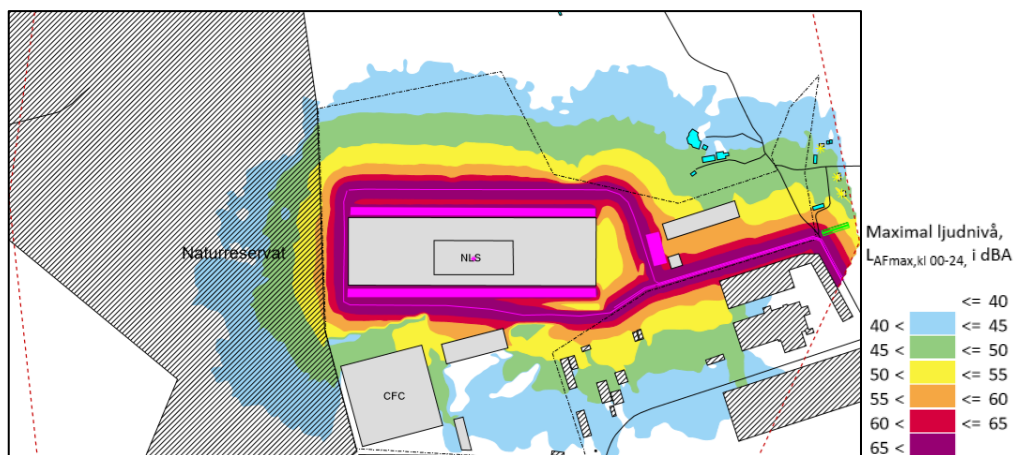 Naturreservat
NLS
CFC
Maximal ljudnivå,
LAFmax,kl 00-24, i dBA
<= 40
40 < <= 45
45 < <= 50
50 < <= 55
55 < <= 60
60 < <= 65
65 <